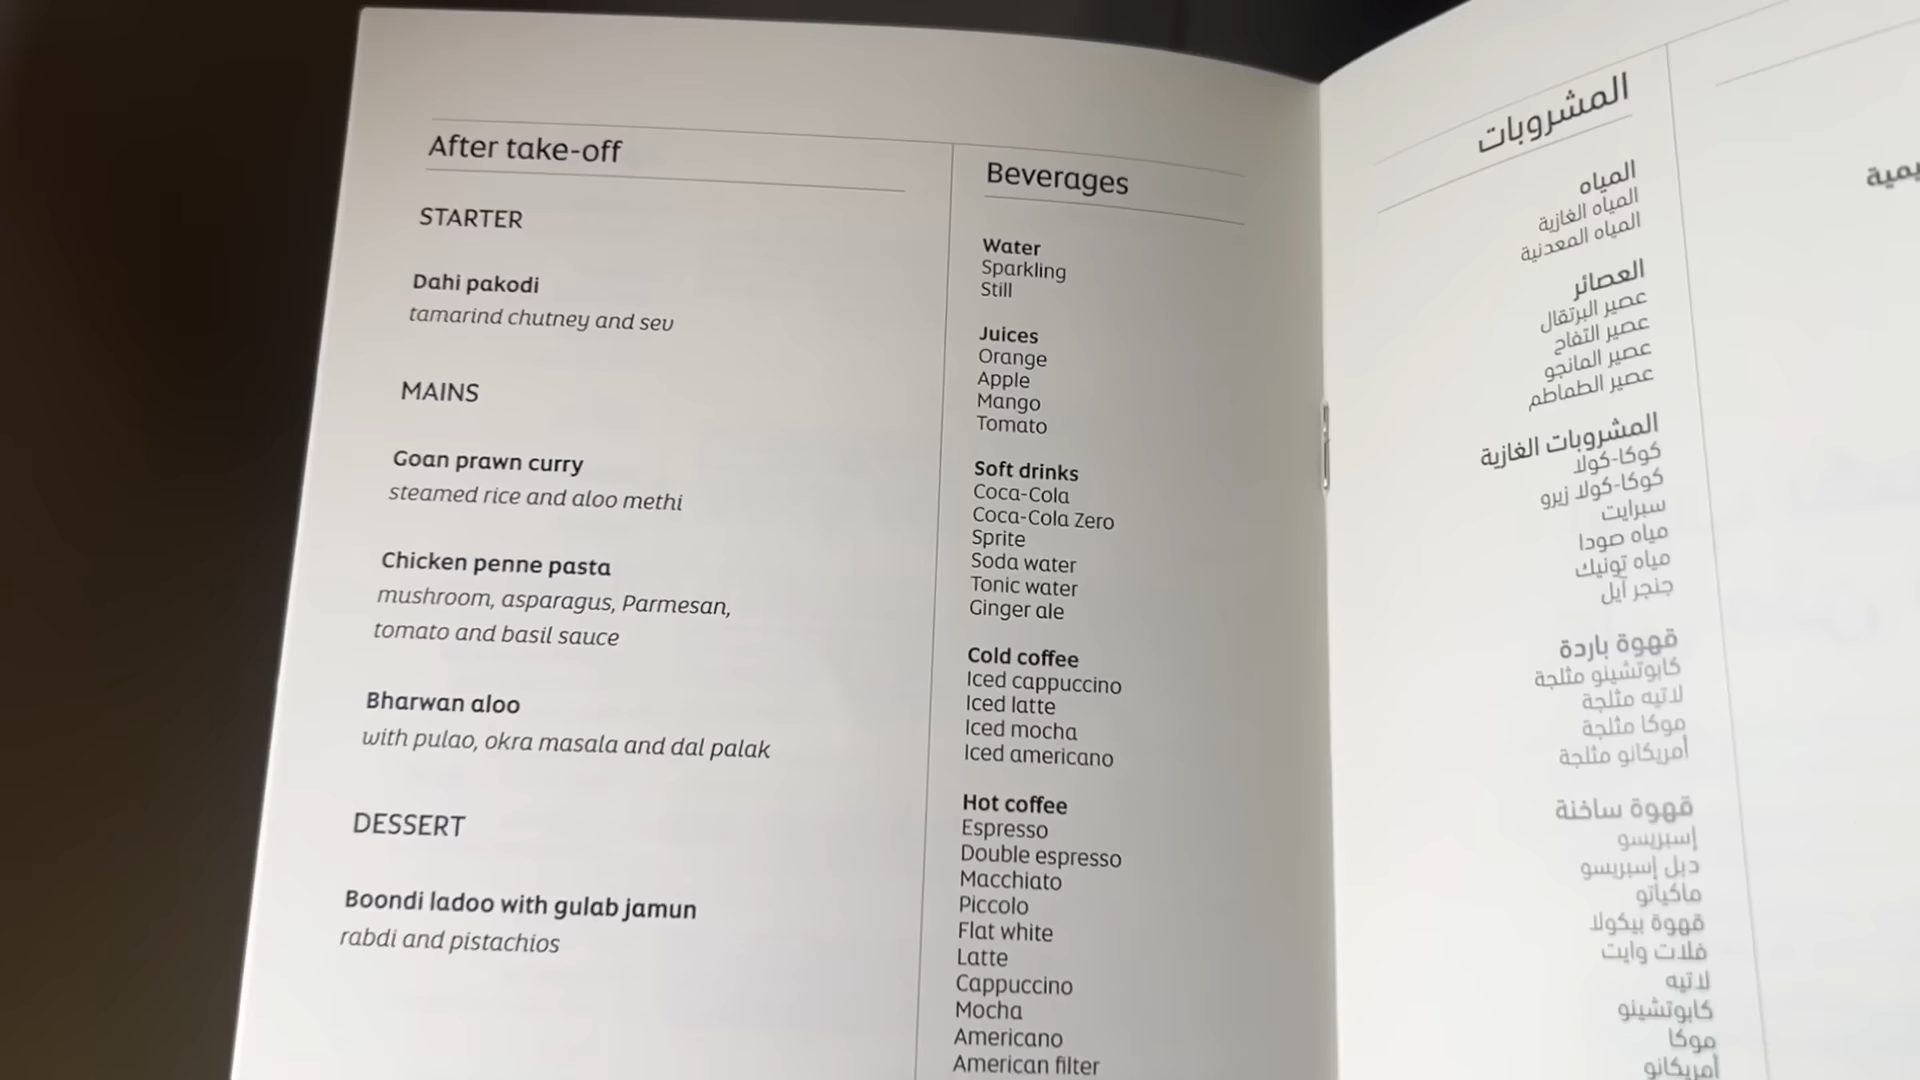 After take-off
STARTER
Dahi pakodi
tamarind chutney and sev
MAINS
Goan prawn curry
steamed rice and aloo methi
Chicken penne pasta
mushroom, asparagus, Parmesan,
tomato and basil sauce
Bharwan aloo
with pulao, okra masala and dal palak
DESSERT
Boondi ladoo with gulab jamun
rabdi and pistachios
Beverages
Water
Sparkling
Still
Juices
Orange
Apple
Mango
Tomato
Soft drinks
Coca-Cola
Coca-Cola Zero
Sprite
Soda water
Tonic water
Ginger ale
Cold coffee
Iced cappuccino
Iced latte
Iced mocha
Iced americano
Hot coffee
Espresso
Double espresso
Macchiato
Piccolo
Flat white
Latte
Cappuccino
Mocha
Americano
American filter
المشروبات
المياه
المياه الغازية
المياه المعدنية
العصائر
عصير البرتقال
عصير التفاح
عصير المانجو
عصير الطماطم
المشروبات الغازية
كوكا-كولا
كوكا-كولا زيرو
سبرايت
مياه صودا
مياه تونيك
جنجر آيل
قهوة باردة
كابوتشينو مثلجة
لاتيه مثلجة
موكا مثلجة
أمريكانو مثلجة
قهوة ساخنة
إسبريسو
دبل إسبريسو
ماكياتو
قهوة بيكولا
فلات وايت
لاتيه
كابوتشينو
موكا
أمريكانو